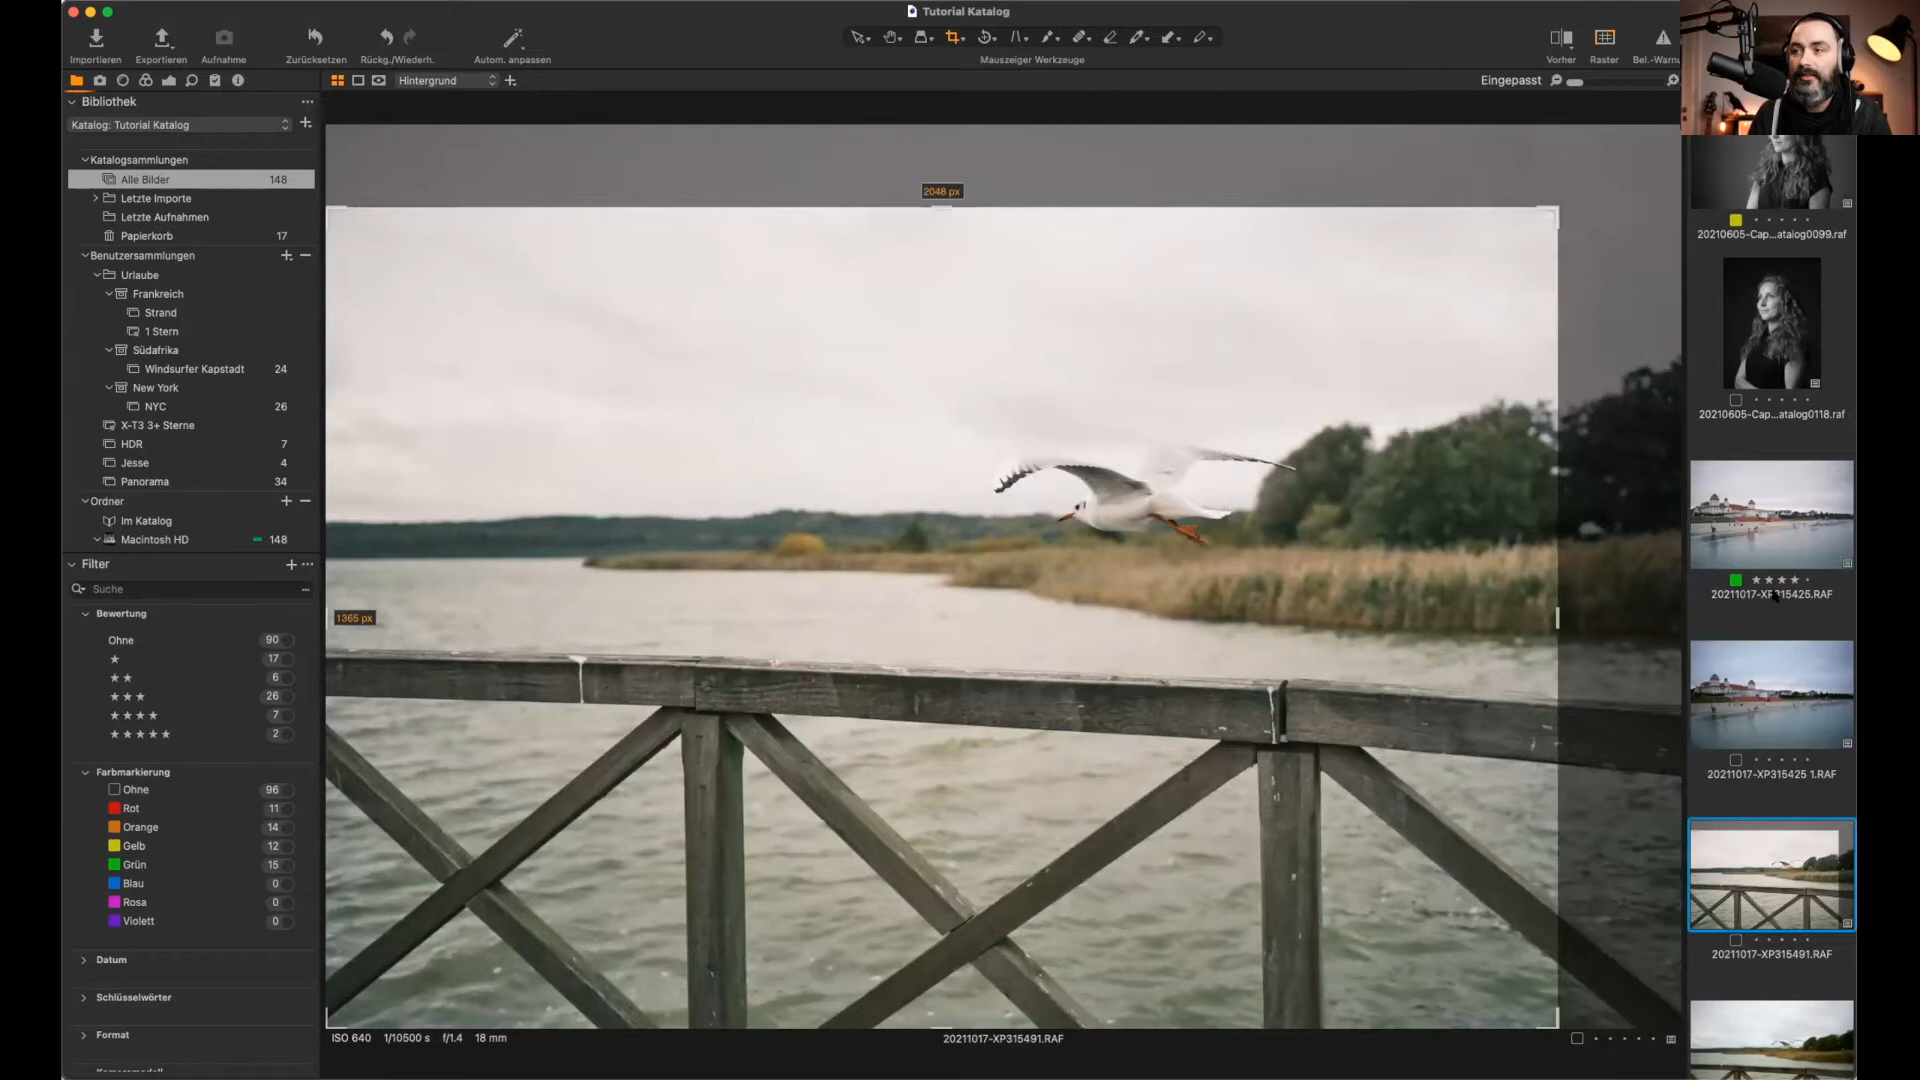 Tutorial Katalog
Importieren
Exportieren
Aufnahme
Zurücksetzen
Rückg./Wiederh.
Autom. anpassen
Mauszeiger Werkzeuge
Vorher
Raster
Bel.-Warnu
Hintergrund
Eingepasst
Bibliothek
Katalog: Tutorial Katalog
Katalogsammlungen
Alle Bilder 148
Letzte Importe
Letzte Aufnahmen
Papierkorb 17
Benutzersammlungen
Urlaube
Frankreich
Strand
1 Stern
Südafrika
Windsurfer Kapstadt 24
New York
NYC 26
X-T3 3+ Sterne
HDR 7
Jesse 4
Panorama 34
Ordner
Im Katalog
Macintosh HD 148
Filter
Suche
Bewertung
Ohne 90
★ 17
★ ★ 6
★ ★ ★ 26
★ ★ ★ ★ 7
★ ★ ★ ★ ★ 2
Farbmarkierung
Ohne 96
Rot 11
Orange 14
Gelb 12
Grün 15
Blau 0
Rosa 0
Violett 0
Datum
Schlüsselwörter
Format
2048 px
1365 px
ISO 640 1/10500 s f/1.4 18 mm
20211017-XP315491.RAF
20210605-Cap...atalog0099.raf
20210605-Cap...atalog0118.raf
20211017-XP315425.RAF
20211017-XP315425 1.RAF
20211017-XP315491.RAF